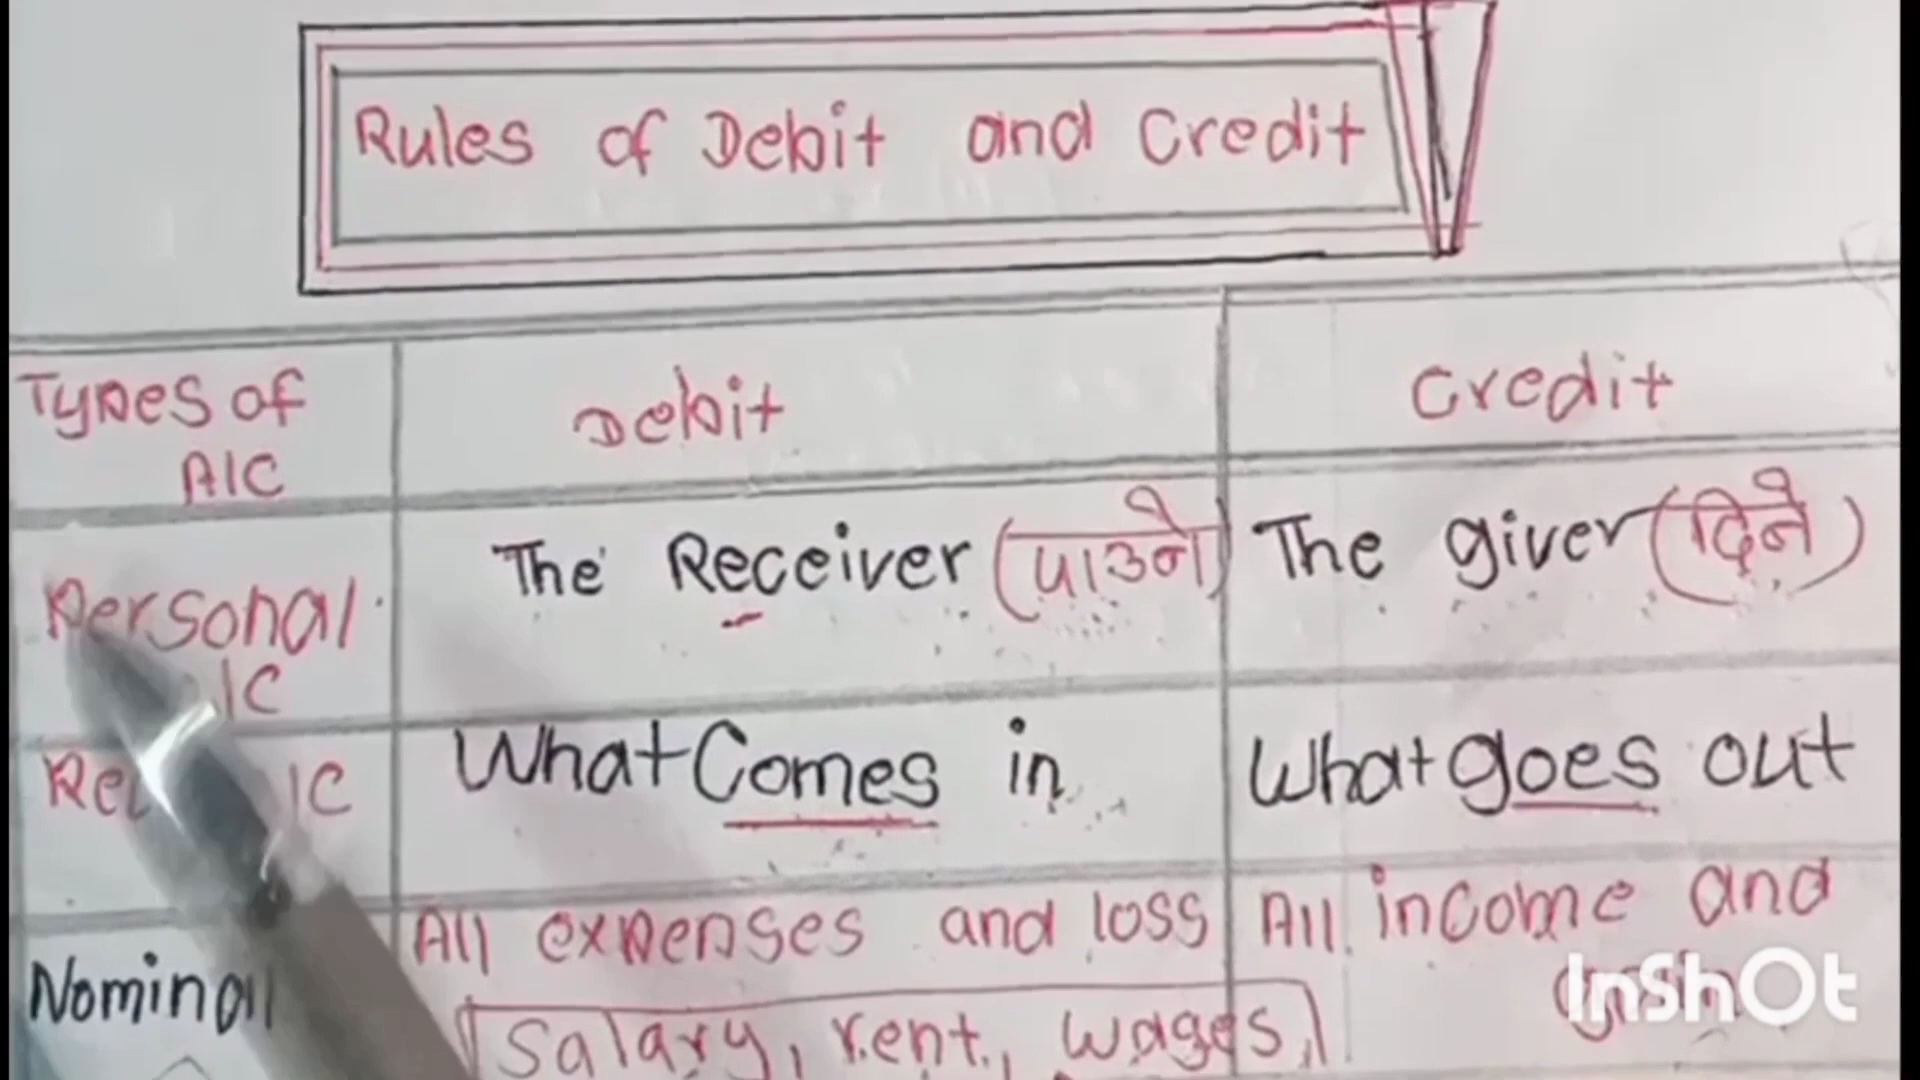 Rules of Debit and Credit
Types of A/C
Debit
Credit
Personal
The Receiver (पाउने)
The giver (दिने)
/C
/C
What Comes in
What goes out
Nominal
All expenses and loss
All income and
Salary, rent, wages,
InShOt